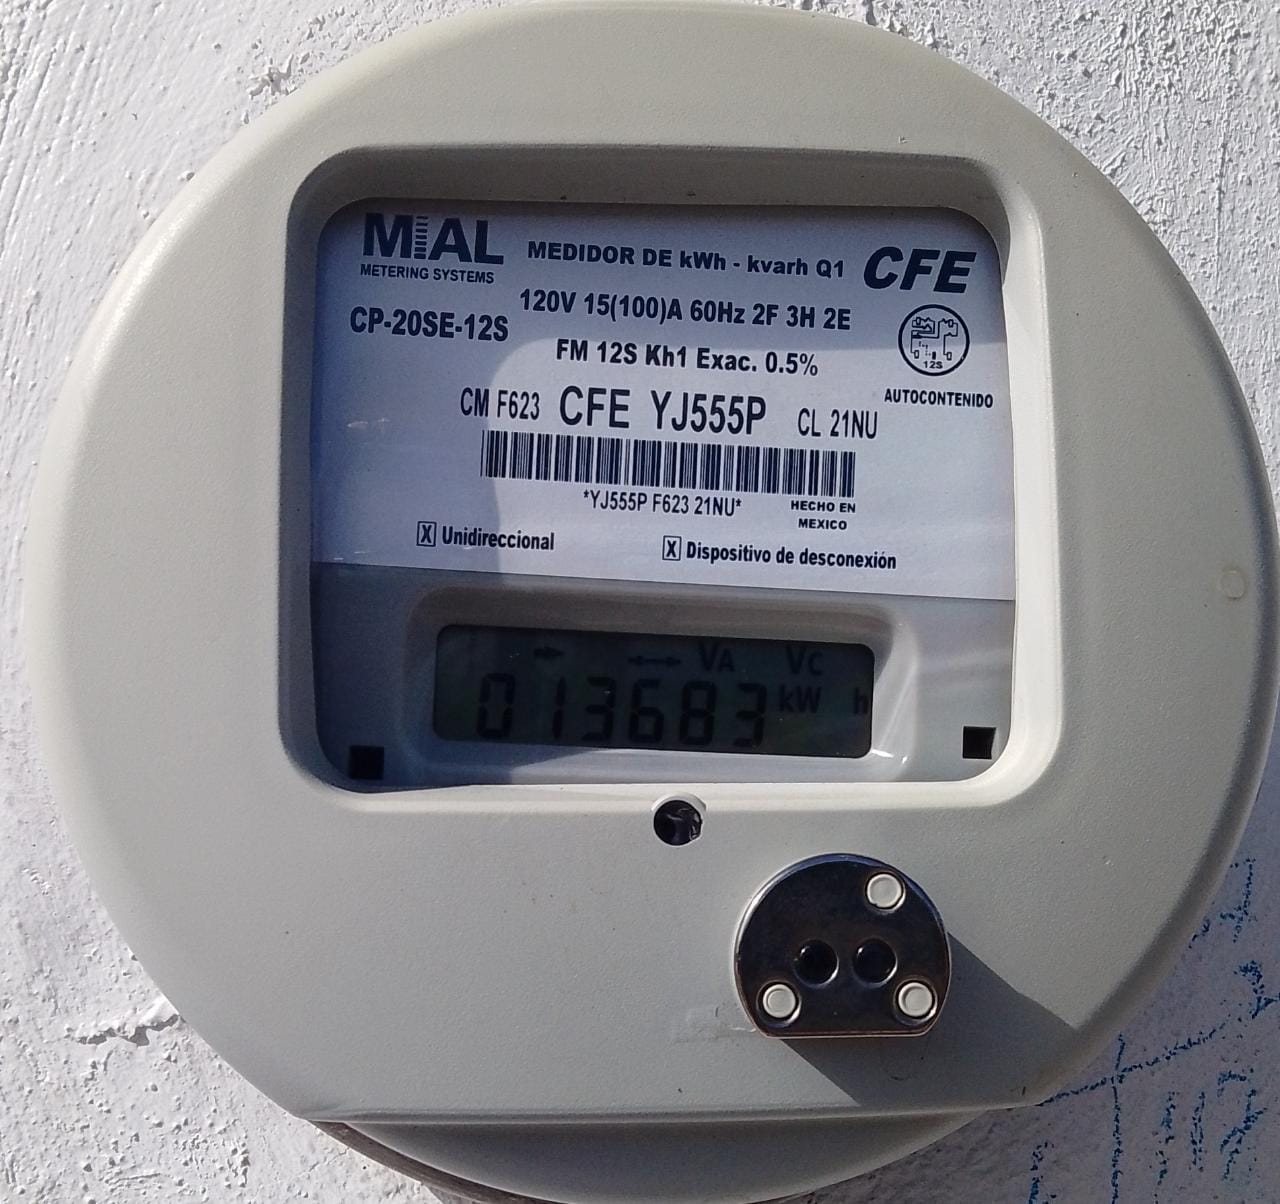 MIAL
METERING SYSTEMS
MEDIDOR DE kWh - kvarh Q1
CFE
CP-20SE-12S
120V 15(100)A 60Hz 2F 3H 2E
FM 12S Kh1 Exac. 0.5%
12S
AUTOCONTENIDO
CM F623 CFE YJ555P CL 21NU
*YJ555P F623 21NU*
HECHO EN
MEXICO
X Unidireccional
X Dispositivo de desconexión
VA VC
013683 kW h